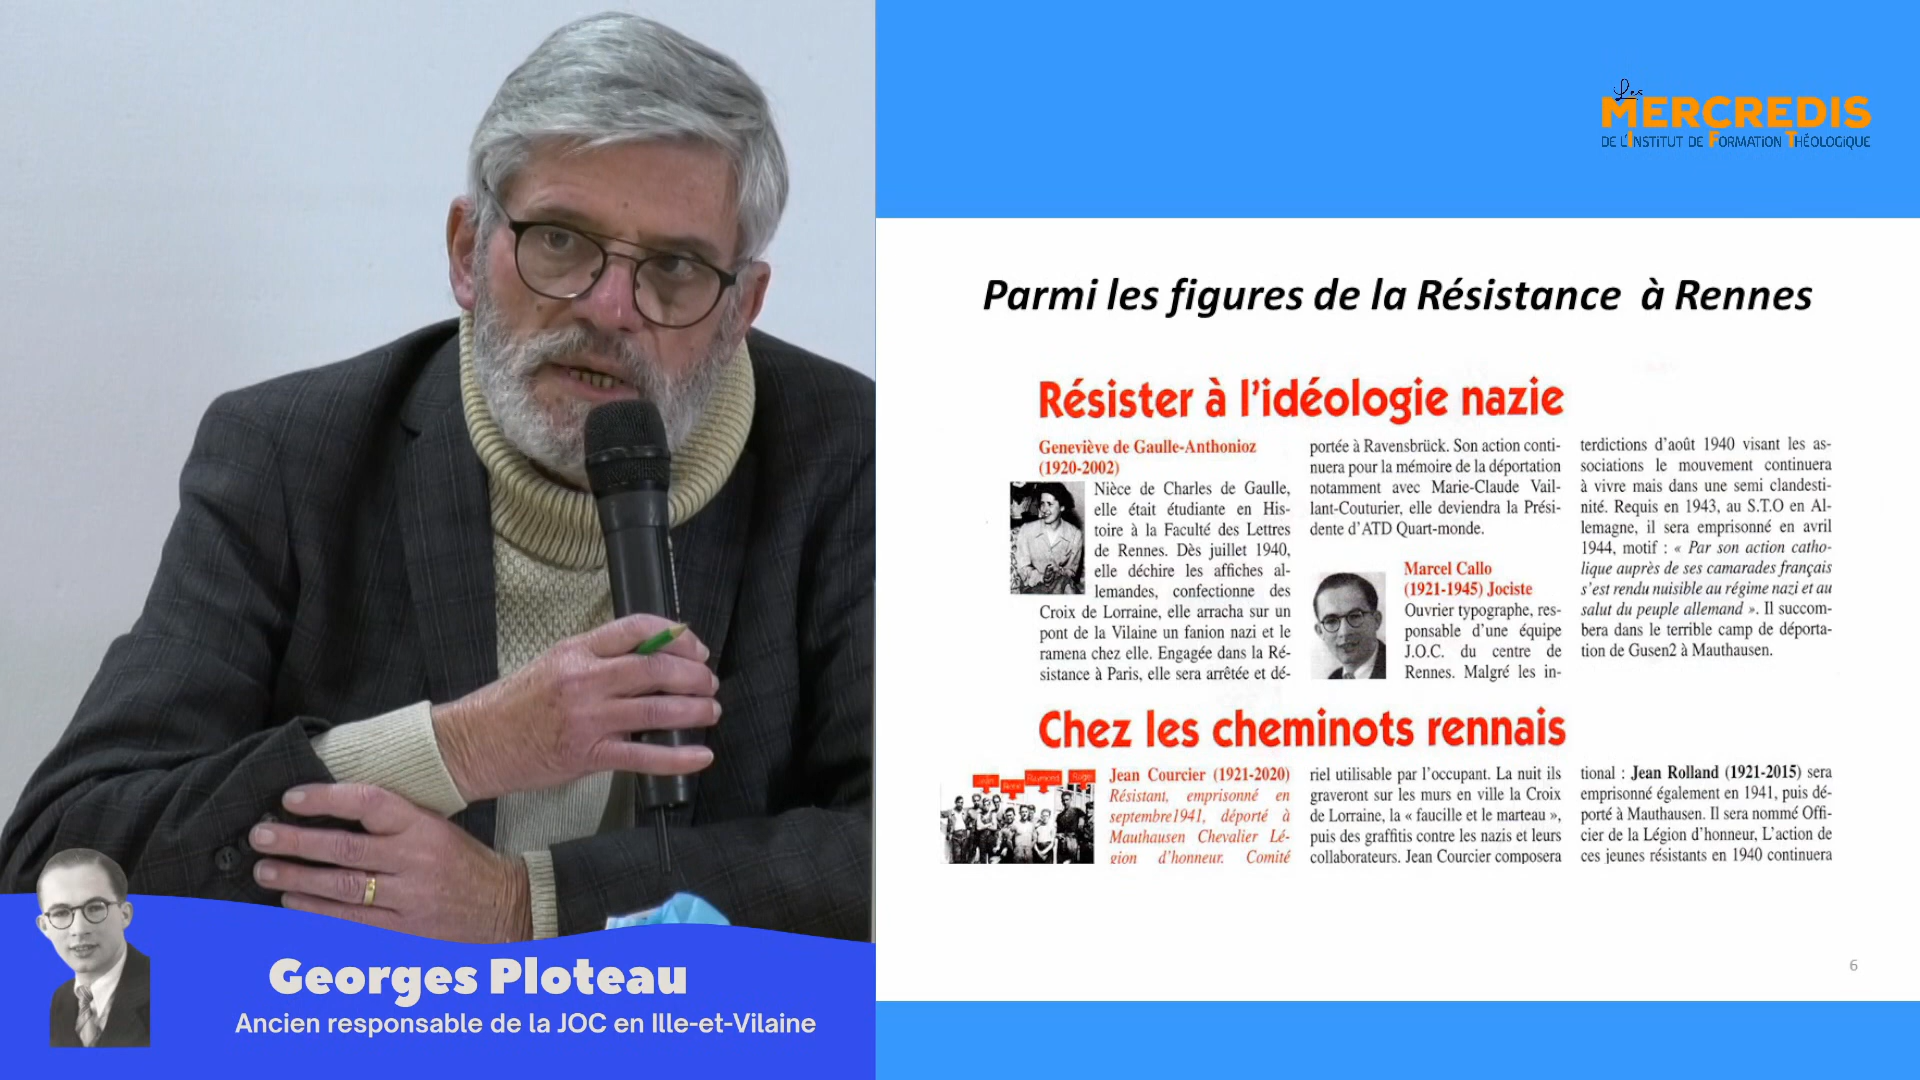 Les
MERCREDIS
DE L'INSTITUT DE FORMATION THÉOLOGIQUE
Parmi les figures de la Résistance à Rennes
Résister à l'idéologie nazie
Geneviève de Gaulle-Anthonioz
(1920-2002)
Nièce de Charles de Gaulle,
elle était étudiante en His-
toire à la Faculté des Lettres
de Rennes. Dès juillet 1940,
elle déchire les affiches al-
lemandes, confectionne des
Croix de Lorraine, elle arracha sur un
pont de la Vilaine un fanion nazi et le
ramena chez elle. Engagée dans la Ré-
sistance à Paris, elle sera arrêtée et dé-
portée à Ravensbrück. Son action conti-
nuera pour la mémoire de la déportation
notamment avec Marie-Claude Vail-
lant-Couturier, elle deviendra la Prési-
dente d'ATD Quart-monde.
Marcel Callo
(1921-1945) Jociste
Ouvrier typographe, res-
ponsable d'une équipe
J.O.C. du centre de
Rennes. Malgré les in-
terdictions d'août 1940 visant les as-
sociations le mouvement continuera
à vivre mais dans une semi clandesti-
nité. Requis en 1943, au S.T.O en Al-
lemagne, il sera emprisonné en avril
1944, motif : « Par son action catho-
lique auprès de ses camarades français
s'est rendu nuisible au régime nazi et au
salut du peuple allemand ». Il succom-
bera dans le terrible camp de déporta-
tion de Gusen2 à Mauthausen.
Chez les cheminots rennais
Raymond
Jean Courcier (1921-2020)
Résistant, emprisonné en
septembre1941, déporté à
Mauthausen Chevalier Lé-
gion d'honneur. Comité
riel utilisable par l'occupant. La nuit ils
graveront sur les murs en ville la Croix
de Lorraine, la « faucille et le marteau »,
puis des graffitis contre les nazis et leurs
collaborateurs. Jean Courcier composera
tional : Jean Rolland (1921-2015) sera
emprisonné également en 1941, puis dé-
porté à Mauthausen. Il sera nommé Offi-
cier de la Légion d'honneur, L'action de
ces jeunes résistants en 1940 continuera
6
Georges Ploteau
Ancien responsable de la JOC en Ille-et-Vilaine